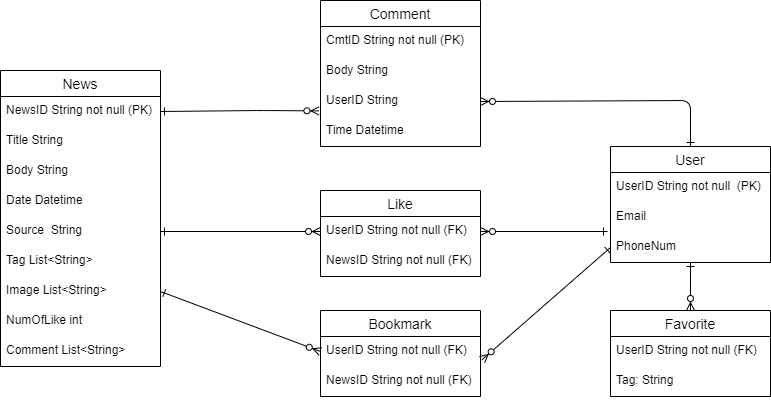 News
NewsID String not null (PK)
Title String
Body String
Date Datetime
Source  String
Tag List<String>
Image List<String>
NumOfLike int
Comment List<String>
Comment
CmtID String not null (PK)
Body String
UserID String
Time Datetime
Like
UserID String not null (FK)
NewsID String not null (FK)
Bookmark
UserID String not null (FK)
NewsID String not null (FK)
User
UserID String not null  (PK)
Email
PhoneNum
Favorite
UserID String not null (FK)
Tag: String